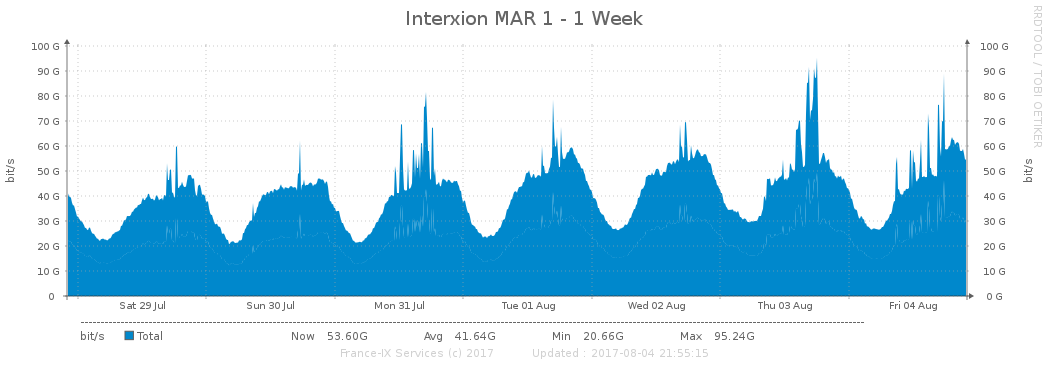 Interxion MAR 1 - 1 Week
RRDTOOL / TOBI OETIKER
bit/s
100 G
90 G
80 G
70 G
60 G
50 G
40 G
30 G
20 G
10 G
0
100 G
90 G
80 G
70 G
60 G
50 G
40 G
30 G
20 G
10 G
0 G
bit/s
Sat 29 Jul Sun 30 Jul Mon 31 Jul Tue 01 Aug Wed 02 Aug Thu 03 Aug Fri 04 Aug
bit/s Total Now 53.60G Avg 41.64G Min 20.66G Max 95.24G
France-IX Services (c) 2017 Updated : 2017-08-04 21:55:15